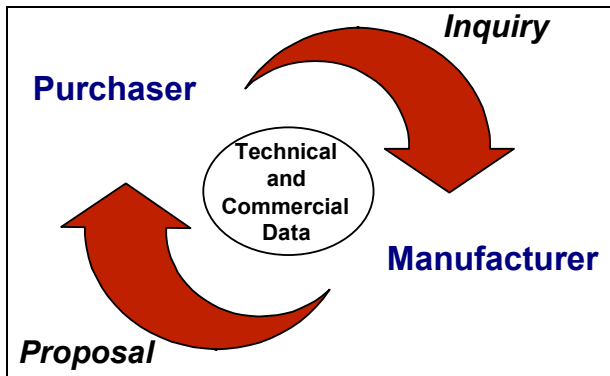 Inquiry
Purchaser
Technical
and
Commercial
Data
Manufacturer
Proposal